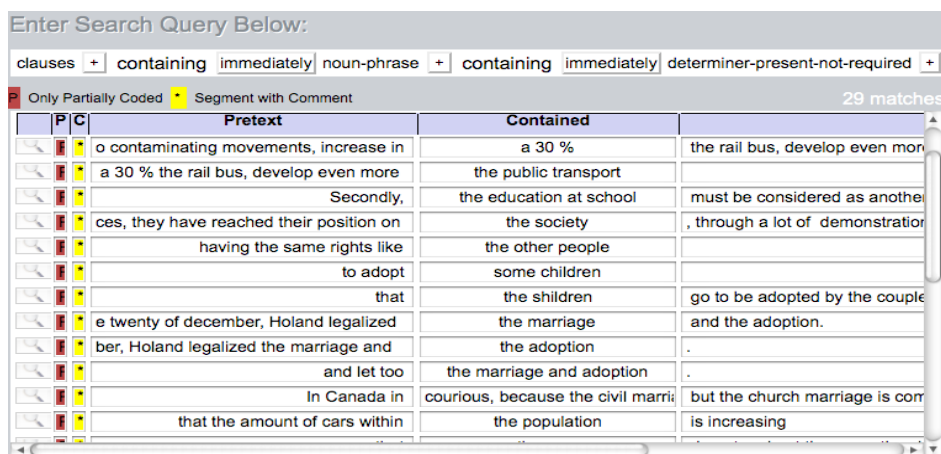 Enter Search Query Below:
clauses + containing immediately noun-phrase + containing immediately determiner-present-not-required +
P Only Partially Coded * Segment with Comment 29 matches
P C Pretext Contained
P * o contaminating movements, increase in a 30 % the rail bus, develop even more
P * a 30 % the rail bus, develop even more the public transport
P * Secondly, the education at school must be considered as another
P * ces, they have reached their position on the society , through a lot of demonstration
P * having the same rights like the other people
P * to adopt some children
P * that the shildren go to be adopted by the couple
P * e twenty of december, Holand legalized the marriage and the adoption.
P * ber, Holand legalized the marriage and the adoption .
P * and let too the marriage and adoption .
P * In Canada in courious, because the civil marri but the church marriage is com
P * that the amount of cars within the population is increasing